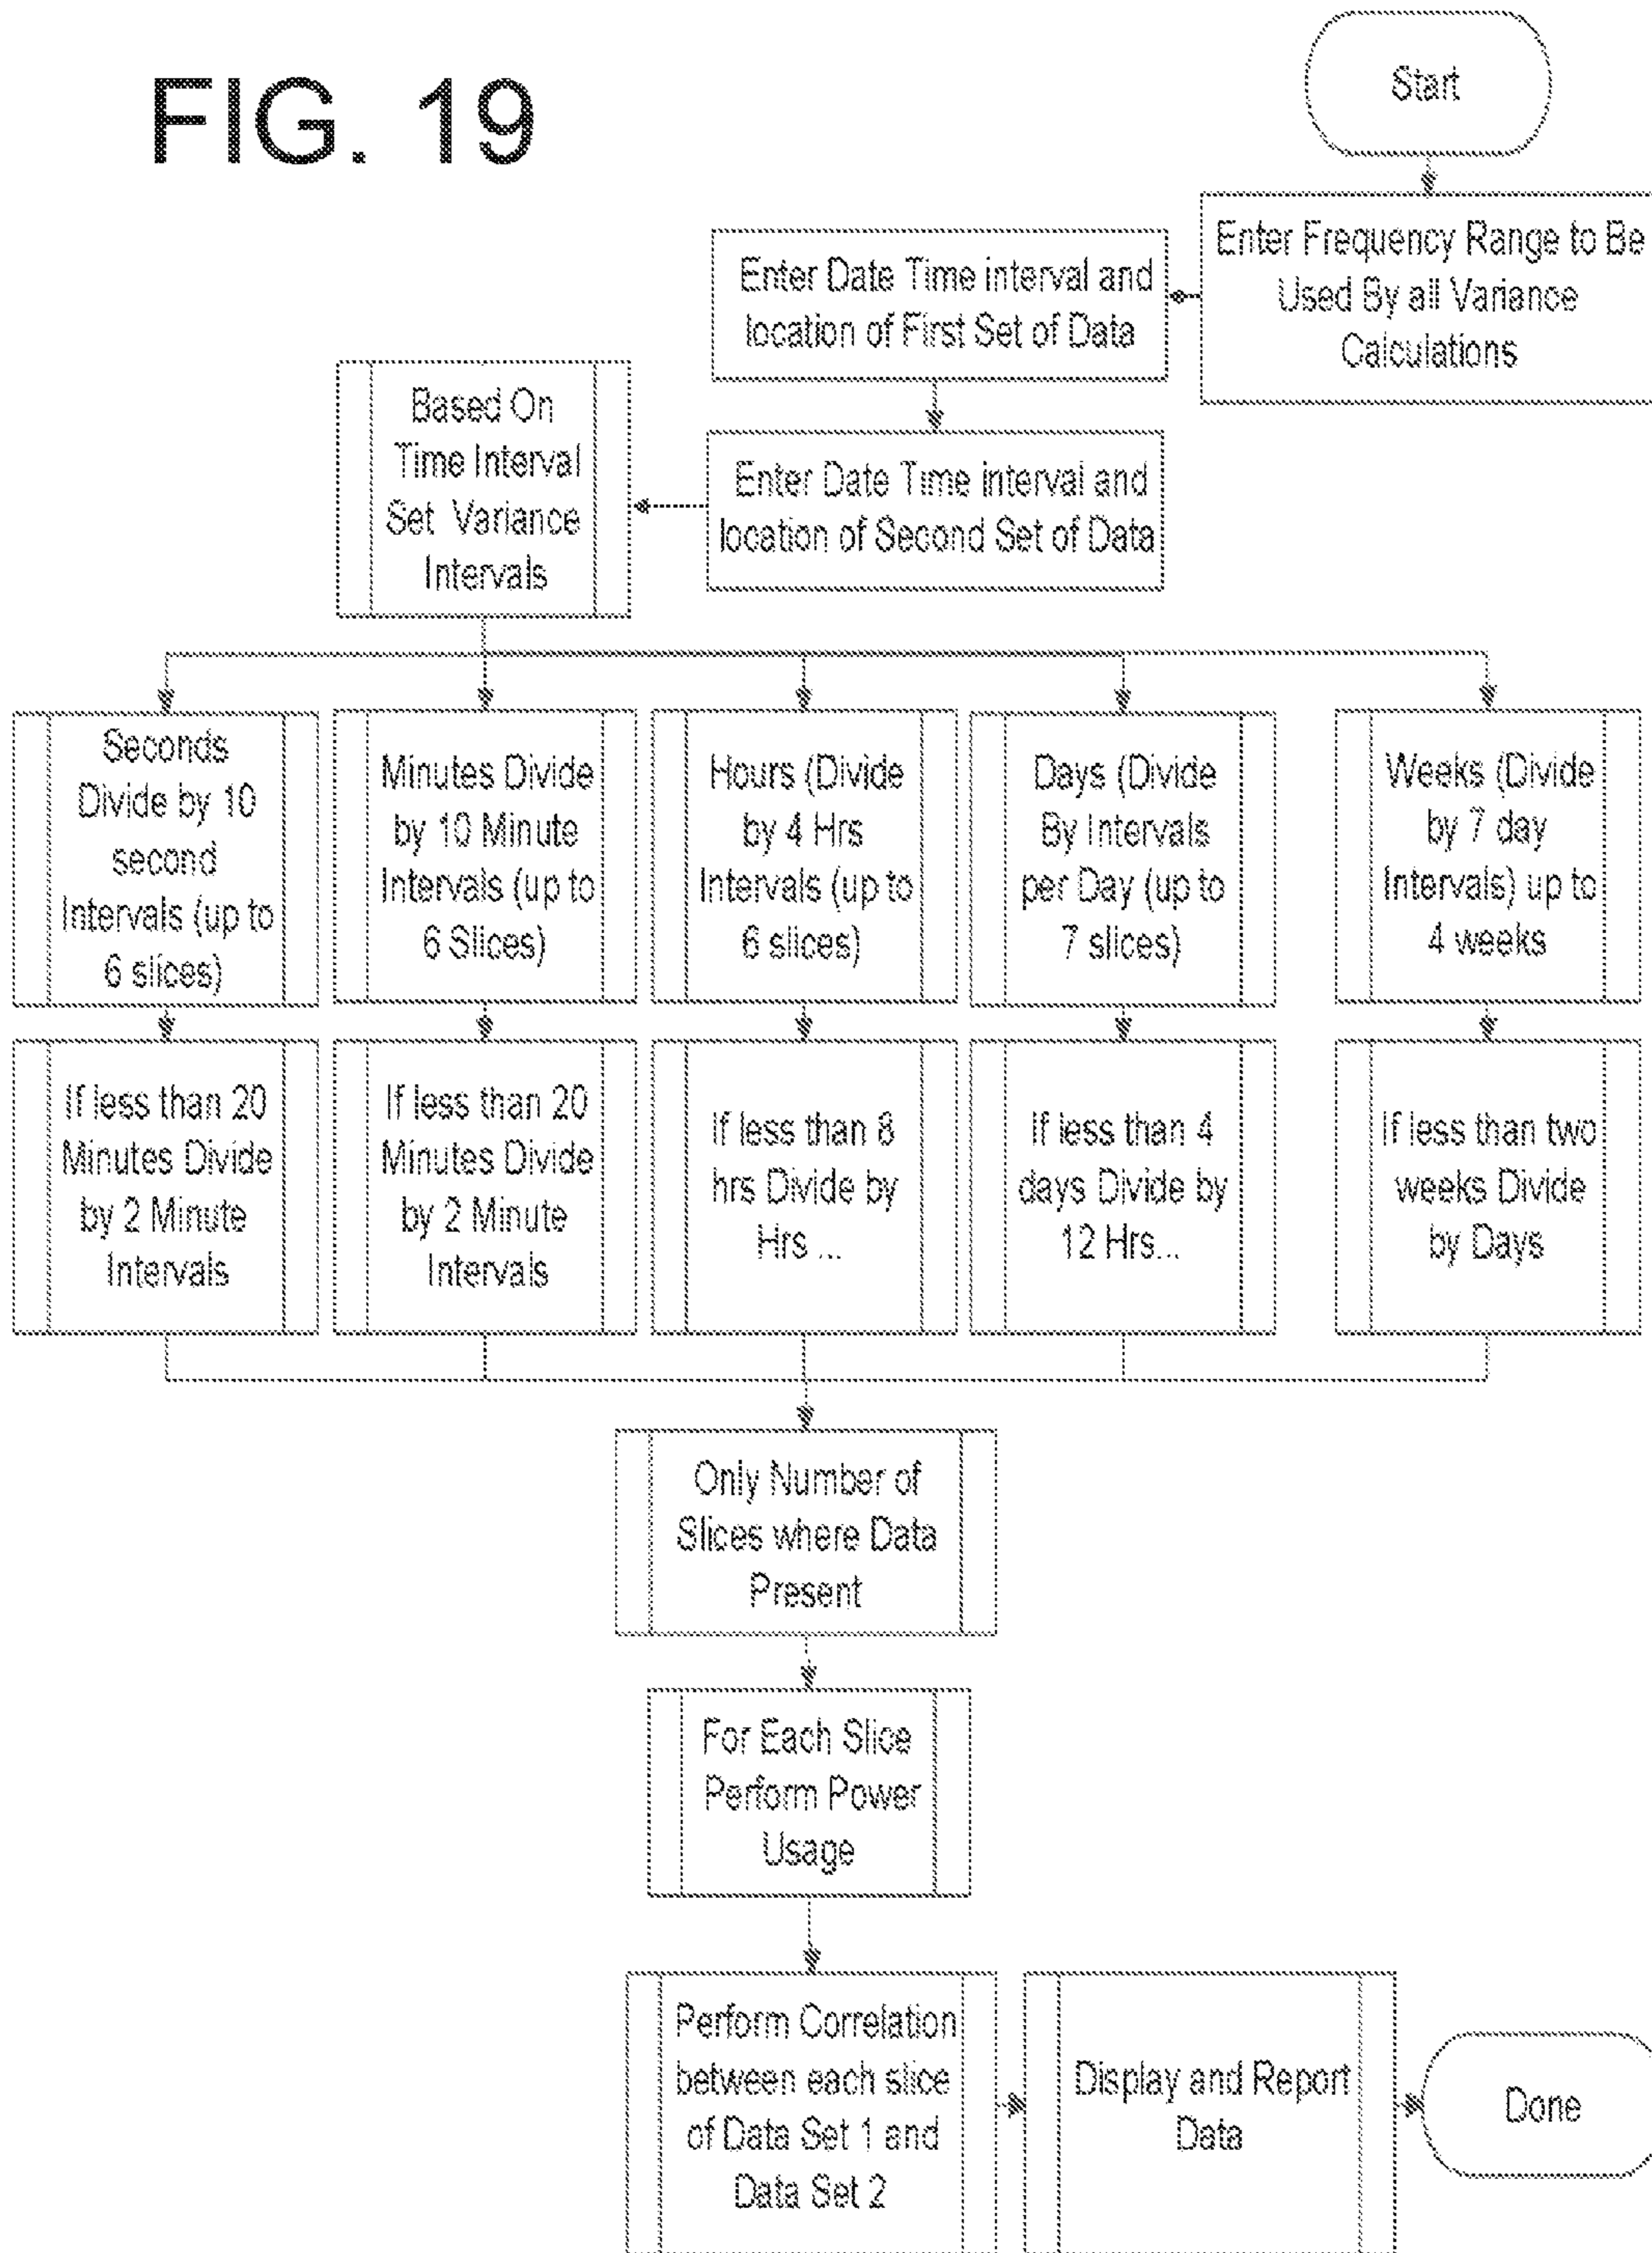 FIG. 19
Start
Enter Frequency Range to Be
Used By all Variance
Calculations
Enter Date Time interval and
location of First Set of Data
Enter Date Time interval and
location of Second Set of Data
Based On
Time Interval
Set Variance
Intervals
Seconds
Divide by 10
second
Intervals (up to
6 slices)
Minutes Divide
by 10 Minute
Intervals (up to
6 Slices)
Hours (Divide
by 4 Hrs
Intervals (up to
6 slices)
Days (Divide
By Intervals
per Day (up to
7 slices)
Weeks (Divide
by 7 day
Intervals) up to
4 weeks
If less than 20
Minutes Divide
by 2 Minute
Intervals
If less than 20
Minutes Divide
by 2 Minute
Intervals
If less than 8
hrs Divide by
Hrs ...
If less than 4
days Divide by
12 Hrs...
If less than two
weeks Divide
by Days
Only Number of
Slices where Data
Present
For Each Slice
Perform Power
Usage
Perform Correlation
between each slice
of Data Set 1 and
Data Set 2
Display and Report
Data
Done